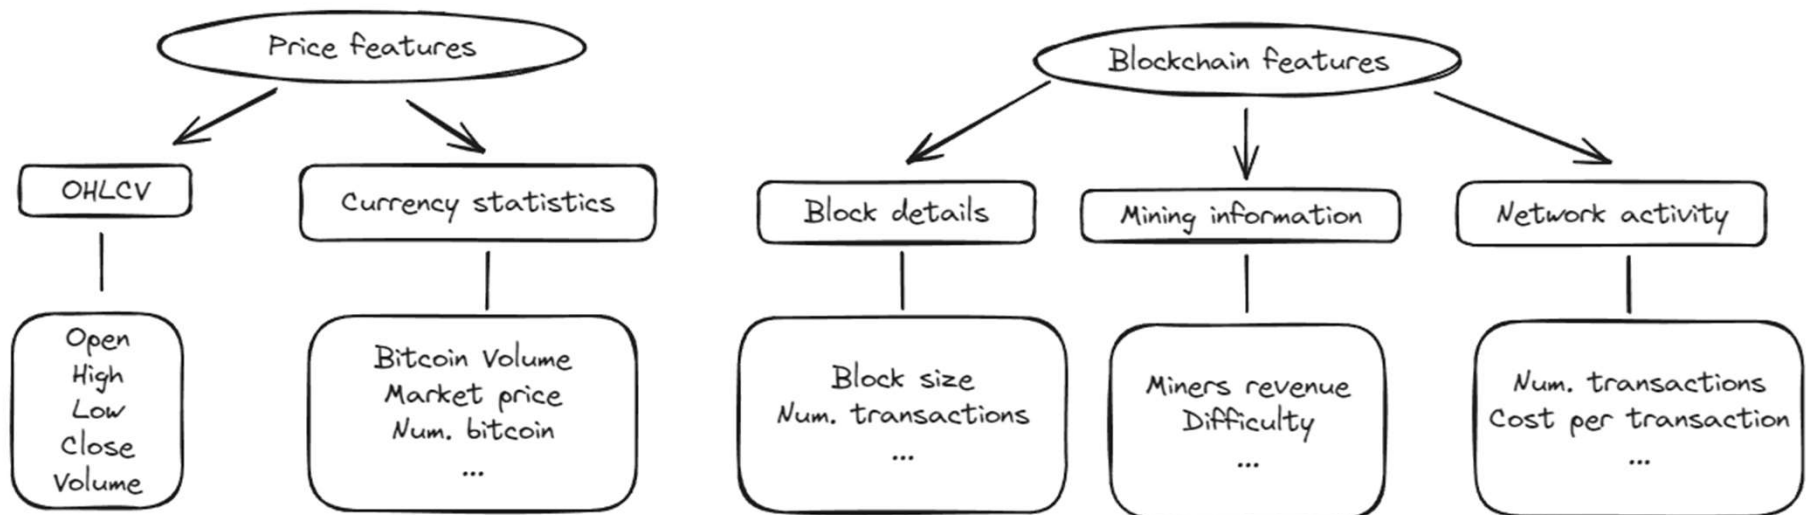 Price features
OHLCV
Currency statistics
Open
High
Low
Close
Volume
Bitcoin Volume
Market price
Num. bitcoin
...
Blockchain features
Block details
Mining information
Network activity
Block size
Num. transactions
...
Miners revenue
Difficulty
...
Num. transactions
Cost per transaction
...